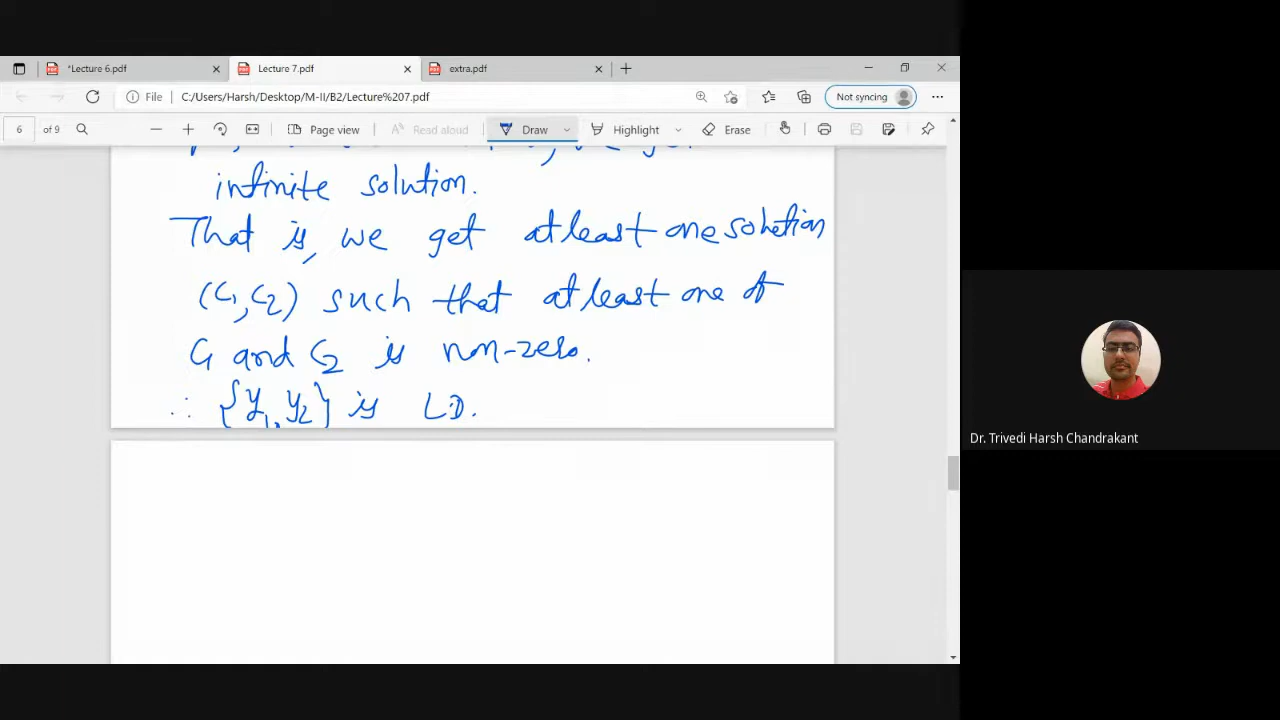 *Lecture 6.pdf
Lecture 7.pdf
extra.pdf
File
C:/Users/Harsh/Desktop/M-II/B2/Lecture%207.pdf
Not syncing
6 of 9
Page view
Read aloud
Draw
Highlight
Erase
infinite solution.
That is, we get atleast one solution
(C₁, C₂) such that atleast one of
C₁ and C₂ is non-zero.
∴ {y₁, y₂} is LD.
Dr. Trivedi Harsh Chandrakant